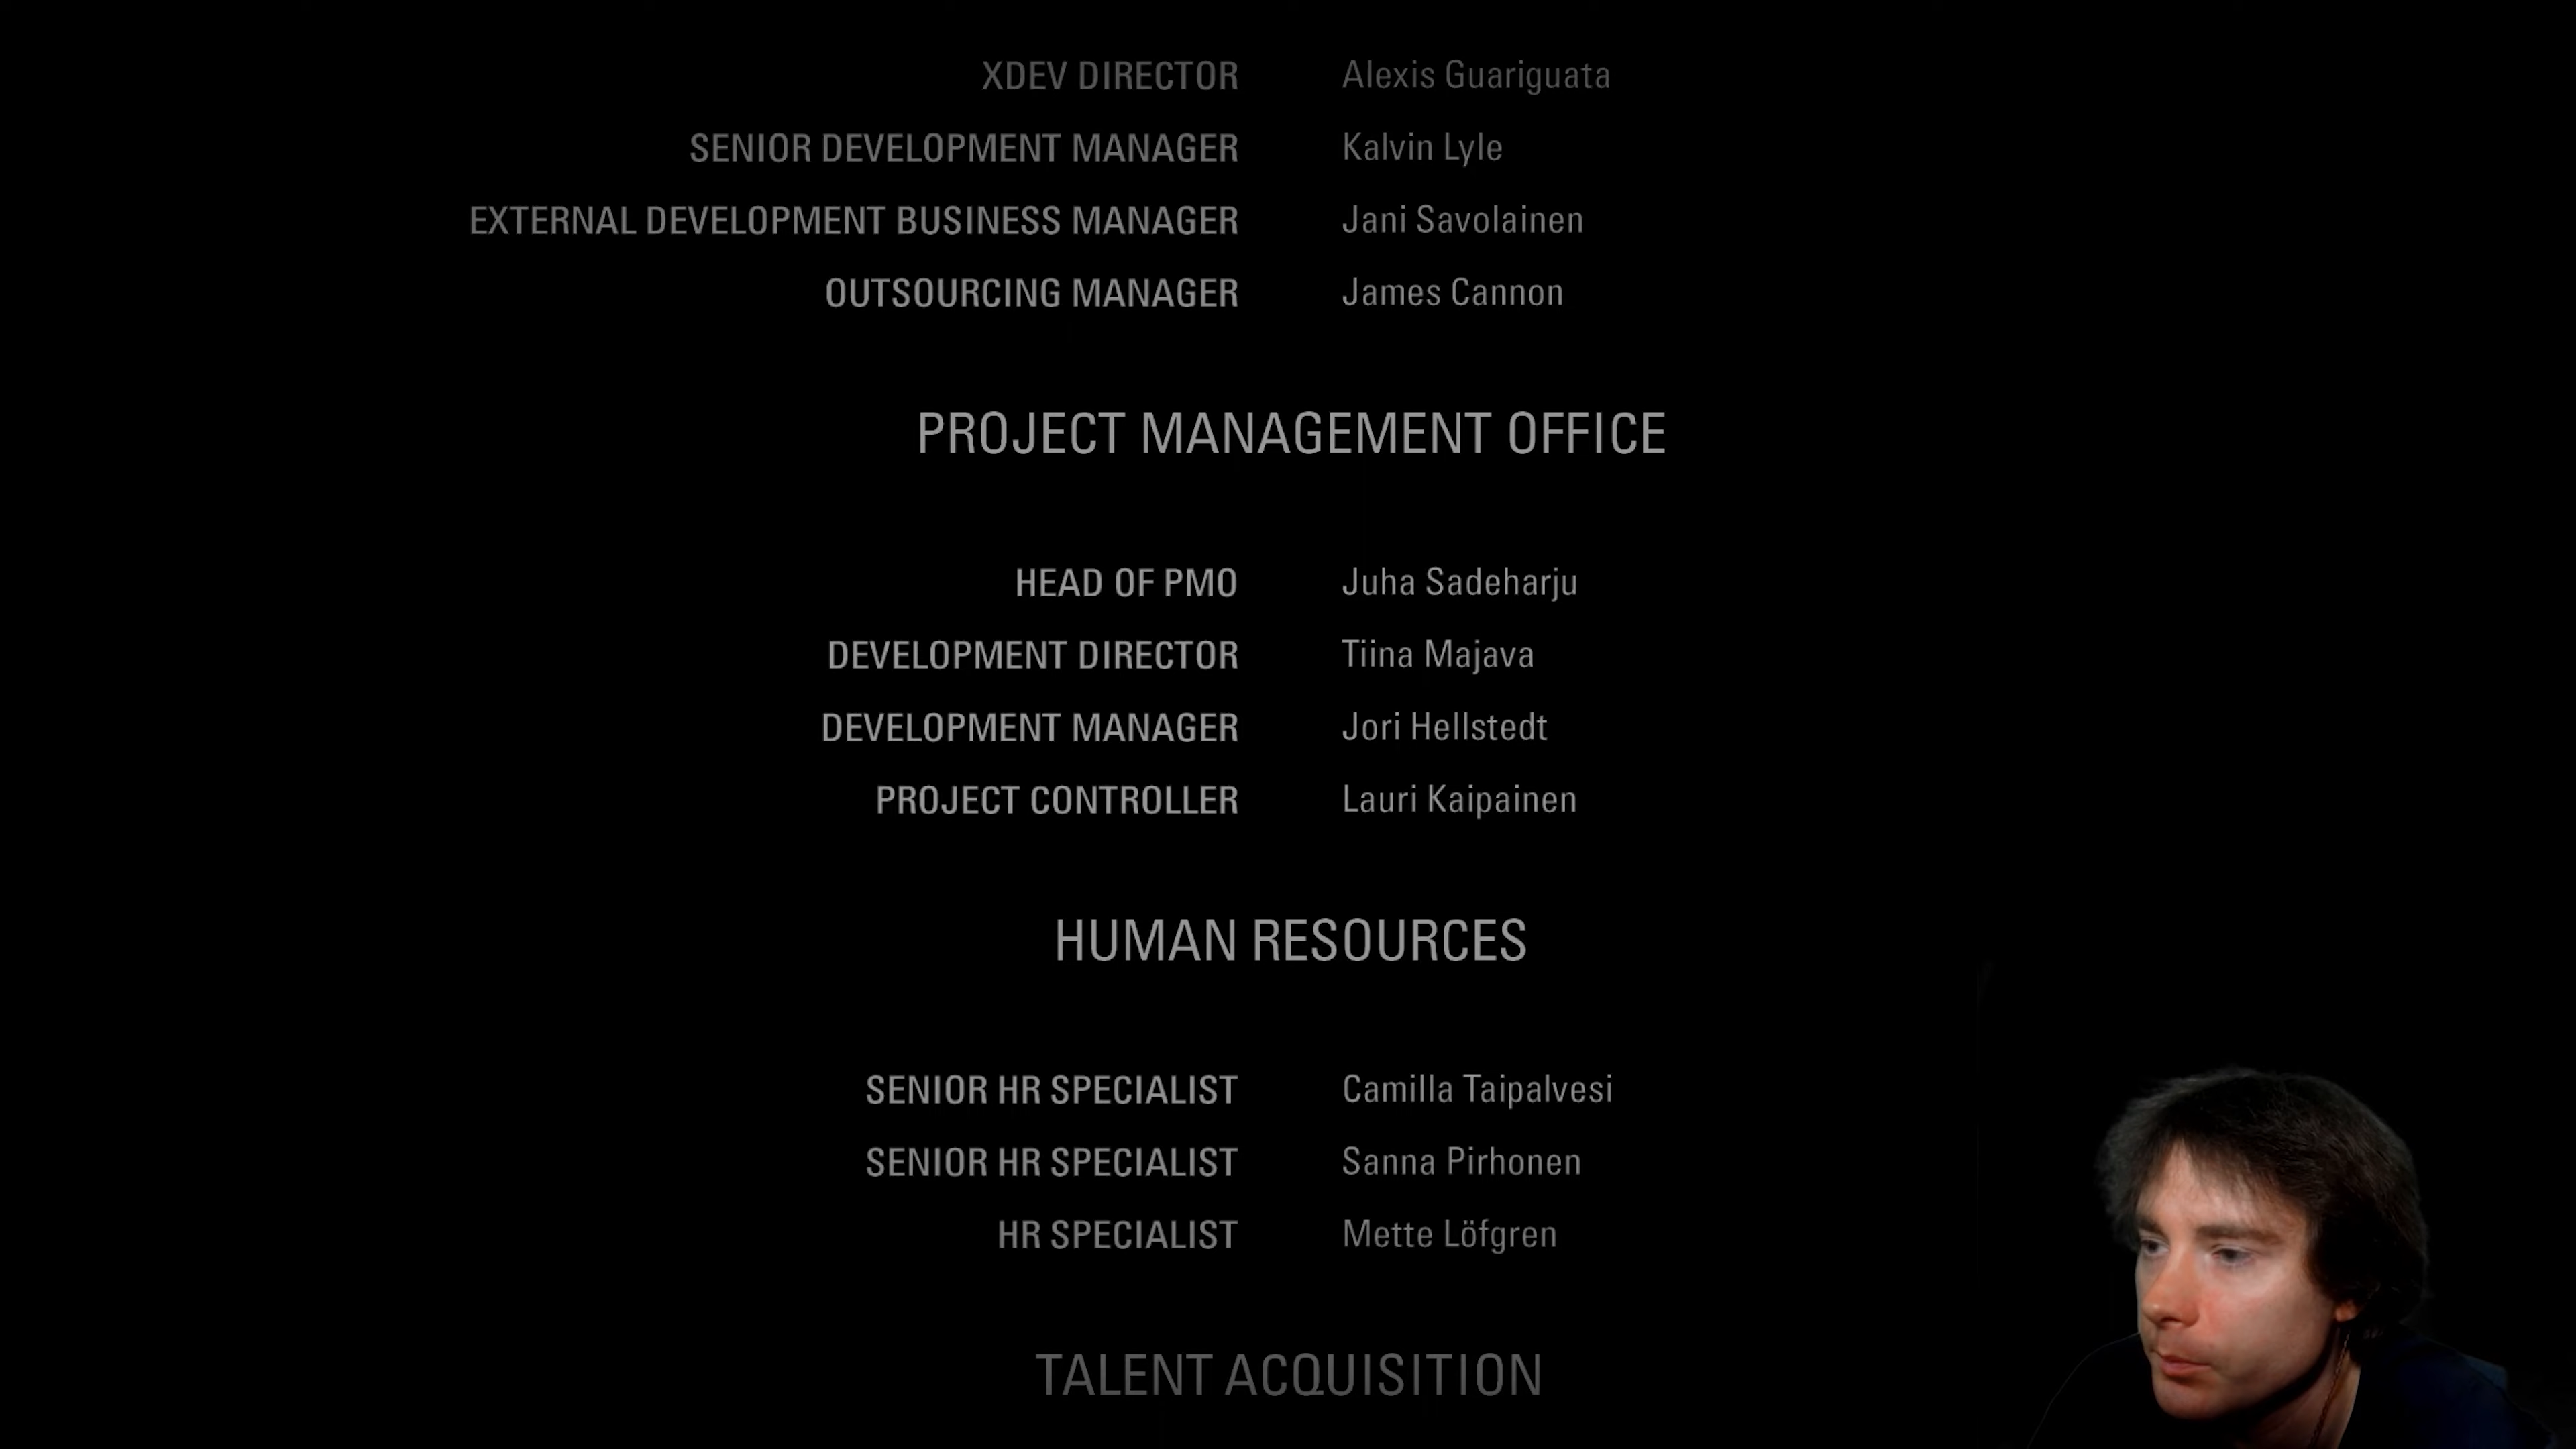 XDEV DIRECTOR Alexis Guariguata
SENIOR DEVELOPMENT MANAGER Kalvin Lyle
EXTERNAL DEVELOPMENT BUSINESS MANAGER Jani Savolainen
OUTSOURCING MANAGER James Cannon
PROJECT MANAGEMENT OFFICE
HEAD OF PMO Juha Sadeharju
DEVELOPMENT DIRECTOR Tiina Majava
DEVELOPMENT MANAGER Jori Hellstedt
PROJECT CONTROLLER Lauri Kaipainen
HUMAN RESOURCES
SENIOR HR SPECIALIST Camilla Taipalvesi
SENIOR HR SPECIALIST Sanna Pirhonen
HR SPECIALIST Mette Löfgren
TALENT ACQUISITION